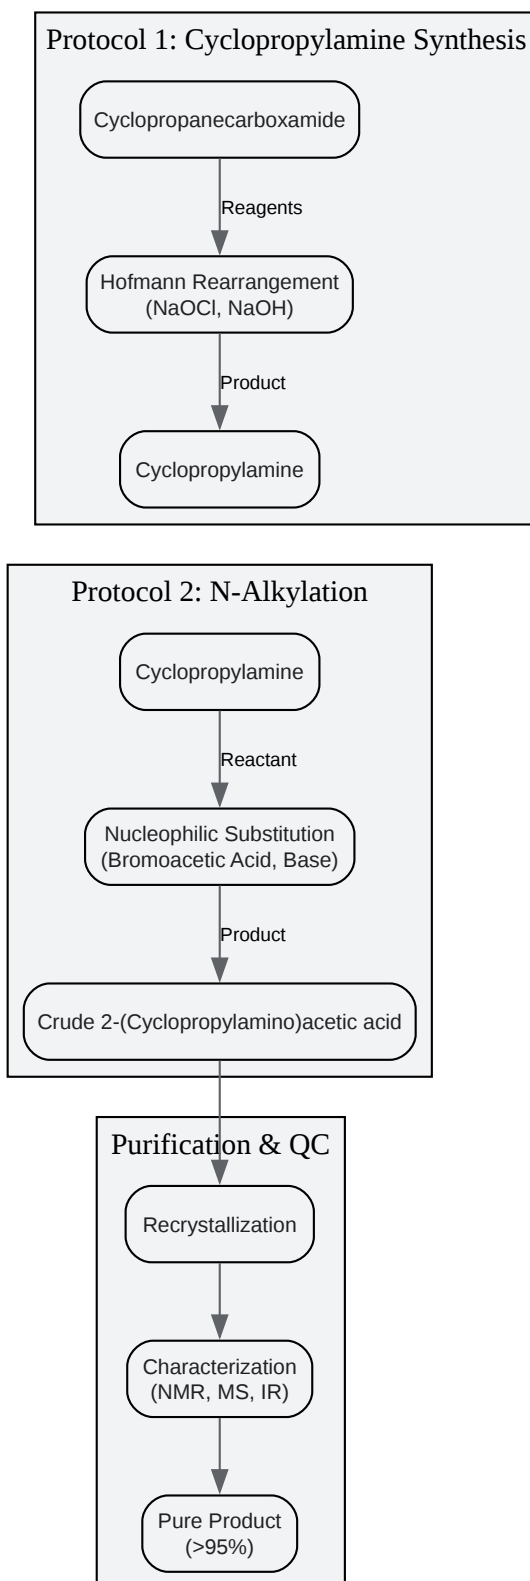 Protocol 1: Cyclopropylamine Synthesis
Cyclopropanecarboxamide
Reagents
Hofmann Rearrangement
(NaOCl, NaOH)
Product
Cyclopropylamine
Protocol 2: N-Alkylation
Cyclopropylamine
Reactant
Nucleophilic Substitution
(Bromoacetic Acid, Base)
Product
Crude 2-(Cyclopropylamino)acetic acid
Purification & QC
Recrystallization
Characterization
(NMR, MS, IR)
Pure Product
(>95%)